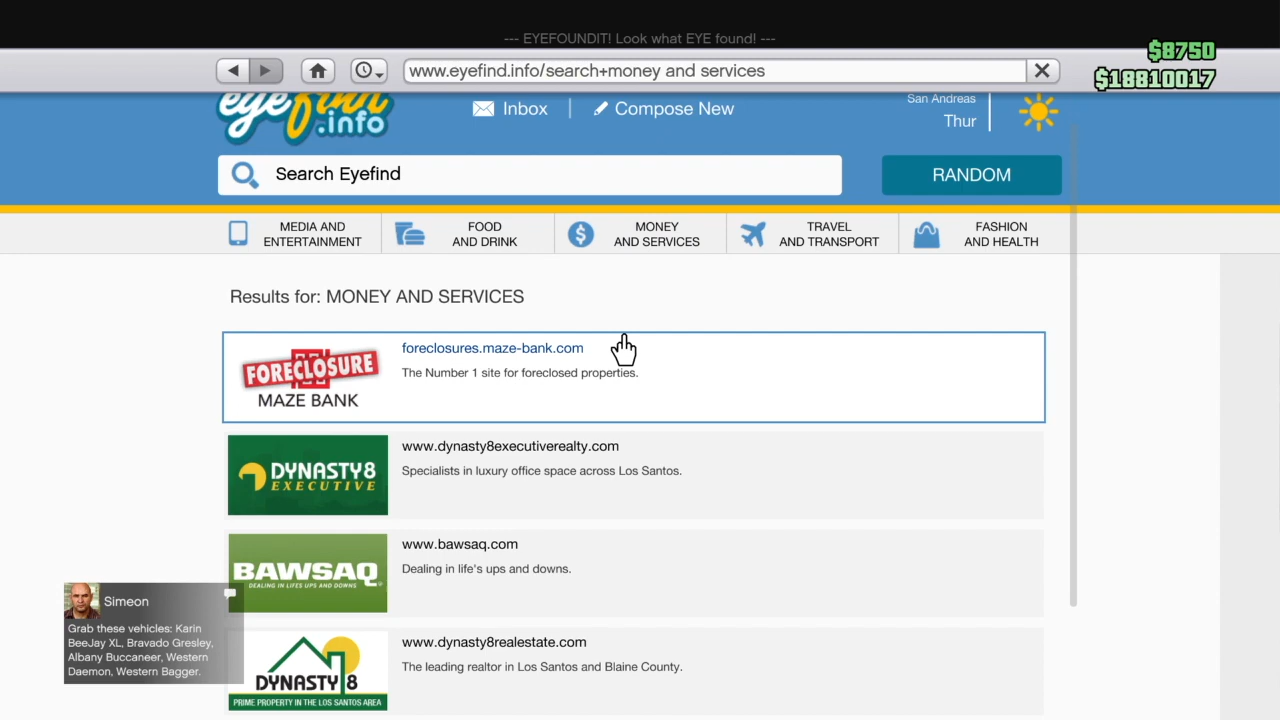 --- EYEFOUNDIT! Look what EYE found! ---
$8750
$18810017
www.eyefind.info/search+money and services
eyefind
.info
Inbox
Compose New
San Andreas
Thur
Search Eyefind
RANDOM
MEDIA AND
ENTERTAINMENT
FOOD
AND DRINK
MONEY
AND SERVICES
TRAVEL
AND TRANSPORT
FASHION
AND HEALTH
Results for: MONEY AND SERVICES
FORECLOSURE
MAZE BANK
foreclosures.maze-bank.com
The Number 1 site for foreclosed properties.
DYNASTY8
EXECUTIVE
www.dynasty8executiverealty.com
Specialists in luxury office space across Los Santos.
BAWSAQ
DEALING IN LIFE'S UPS AND DOWNS
www.bawsaq.com
Dealing in life's ups and downs.
Simeon
Grab these vehicles: Karin
BeeJay XL, Bravado Gresley,
Albany Buccaneer, Western
Daemon, Western Bagger.
DYNASTY 8
PRIME PROPERTY IN THE LOS SANTOS AREA
www.dynasty8realestate.com
The leading realtor in Los Santos and Blaine County.